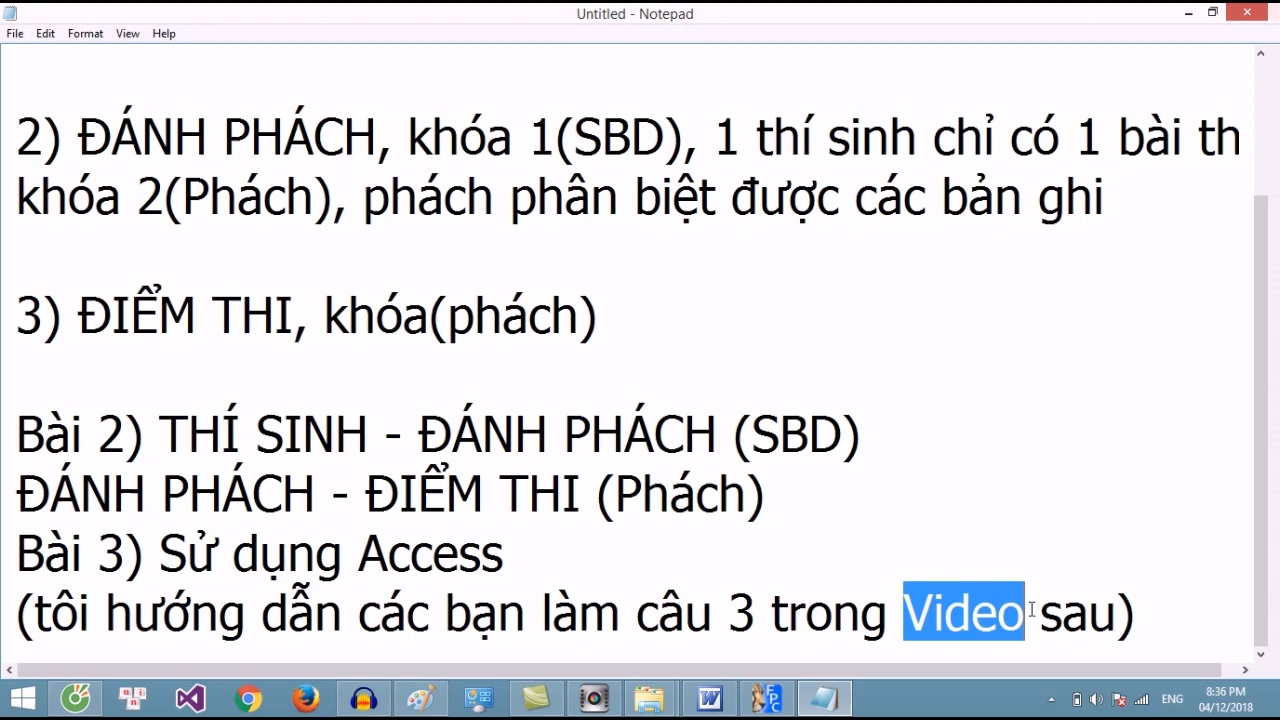 Untitled - Notepad
File Edit Format View Help
2) ĐÁNH PHÁCH, khóa 1(SBD), 1 thí sinh chỉ có 1 bài th
khóa 2(Phách), phách phân biệt được các bản ghi
3) ĐIỂM THI, khóa(phách)
Bài 2) THÍ SINH - ĐÁNH PHÁCH (SBD)
ĐÁNH PHÁCH - ĐIỂM THI (Phách)
Bài 3) Sử dụng Access
(tôi hướng dẫn các bạn làm câu 3 trong Video sau)
ENG
8:36 PM
04/12/2018